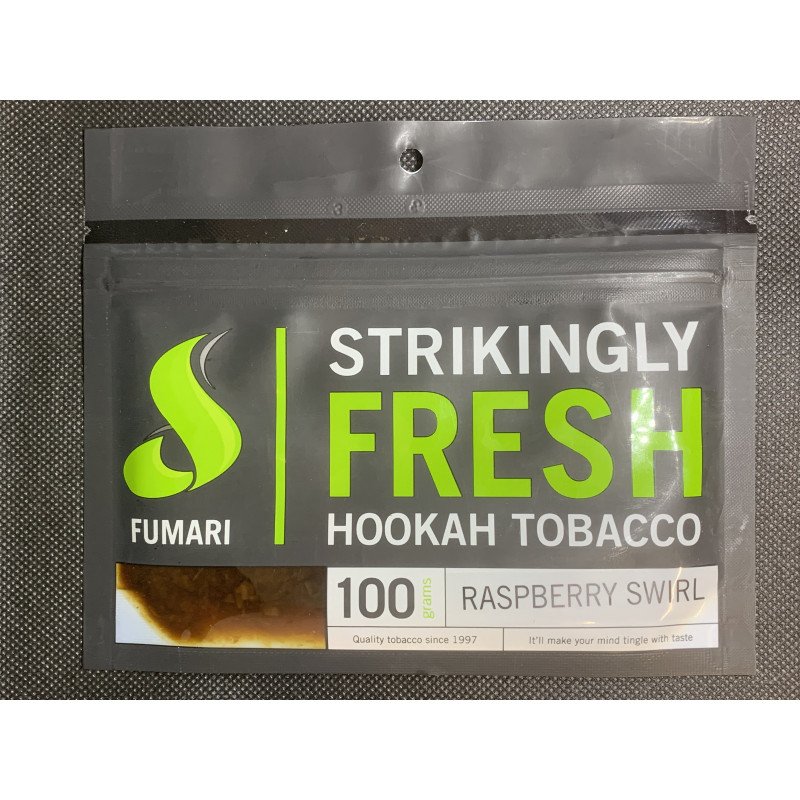 STRIKINGLY
FRESH
HOOKAH TOBACCO
FUMARI
100 grams
RASPBERRY SWIRL
Quality tobacco since 1997
It'll make your mind tingle with taste